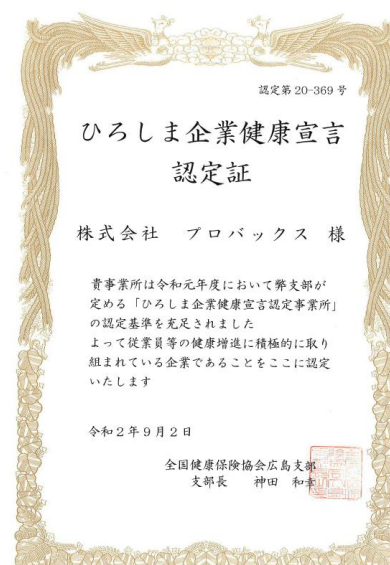 認定第20-369号
ひろしま企業健康宣言
認定証
株式会社　プロバックス　様
貴事業所は令和元年度において弊支部が
定める「ひろしま企業健康宣言認定事業所」
の認定基準を充足されました
よって従業員等の健康増進に積極的に取り
組まれている企業であることをここに認定
いたします
令和2年9月2日
全国健康保険協会広島支部
支部長　神田　和幸